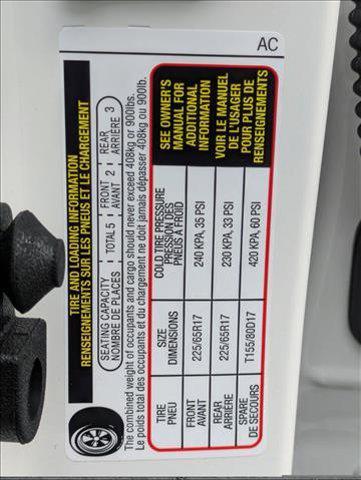 TIRE AND LOADING INFORMATION
RENSEIGNEMENTS SUR LES PNEUS ET LE CHARGEMENT
SEATING CAPACITY
NOMBRE DE PLACES
TOTAL 5
FRONT
AVANT 2
REAR
ARRIÈRE 3
The combined weight of occupants and cargo should never exceed 408kg or 900lbs.
Le poids total des occupants et du chargement ne doit jamais dépasser 408kg ou 900lb.
TIRE
PNEU
SIZE
DIMENSIONS
COLD TIRE PRESSURE
PRESSION DES
PNEUS A FROID
FRONT
AVANT
225/65R17
240 KPA, 35 PSI
REAR
ARRIÈRE
225/65R17
230 KPA, 33 PSI
SPARE
DE SECOURS
T155/80D17
420 KPA, 60 PSI
SEE OWNER'S
MANUAL FOR
ADDITIONAL
INFORMATION
VOIR LE MANUEL
DE L'USAGER
POUR PLUS DE
RENSEIGNEMENTS
AC